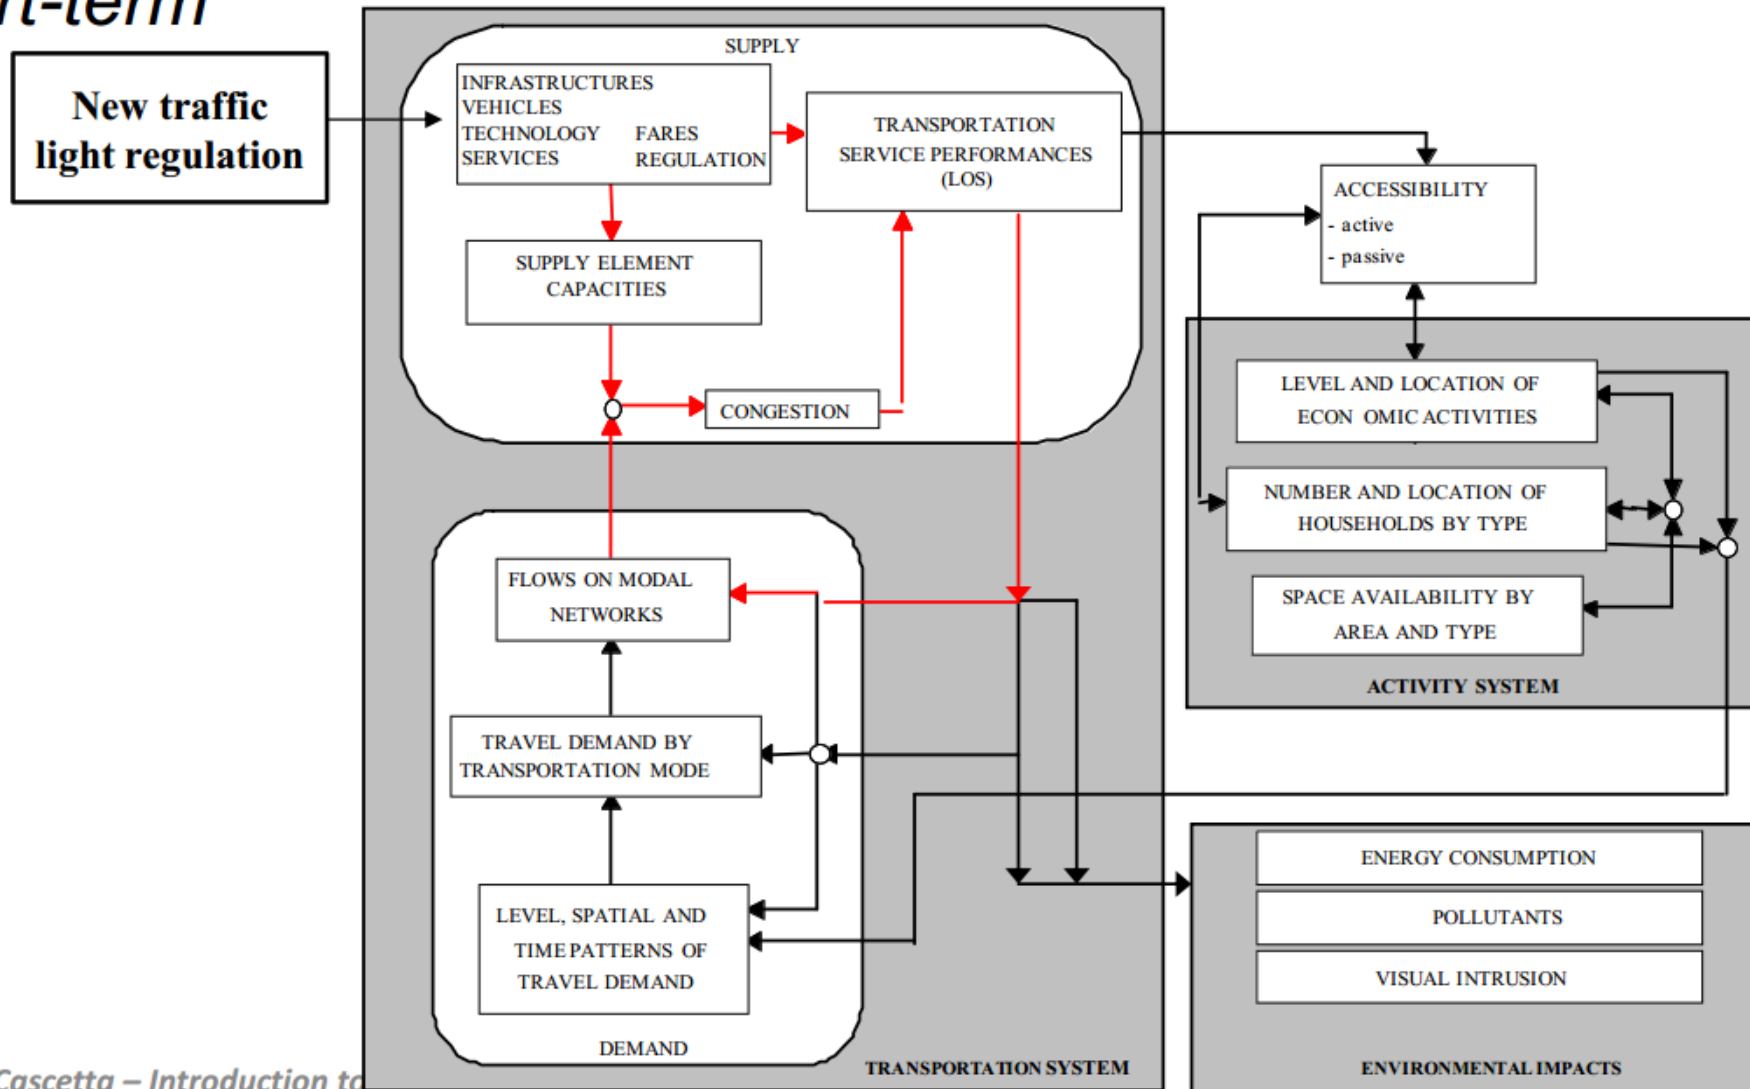 rt-term
New traffic
light regulation
SUPPLY
INFRASTRUCTURES
VEHICLES
TECHNOLOGY FARES
SERVICES REGULATION
TRANSPORTATION
SERVICE PERFORMANCES
(LOS)
SUPPLY ELEMENT
CAPACITIES
CONGESTION
ACCESSIBILITY
- active
- passive
LEVEL AND LOCATION OF
ECON OMIC ACTIVITIES
NUMBER AND LOCATION OF
HOUSEHOLDS BY TYPE
SPACE AVAILABILITY BY
AREA AND TYPE
ACTIVITY SYSTEM
FLOWS ON MODAL
NETWORKS
TRAVEL DEMAND BY
TRANSPORTATION MODE
LEVEL, SPATIAL AND
TIME PATTERNS OF
TRAVEL DEMAND
DEMAND
TRANSPORTATION SYSTEM
ENERGY CONSUMPTION
POLLUTANTS
VISUAL INTRUSION
ENVIRONMENTAL IMPACTS
Cascetta – Introduction to